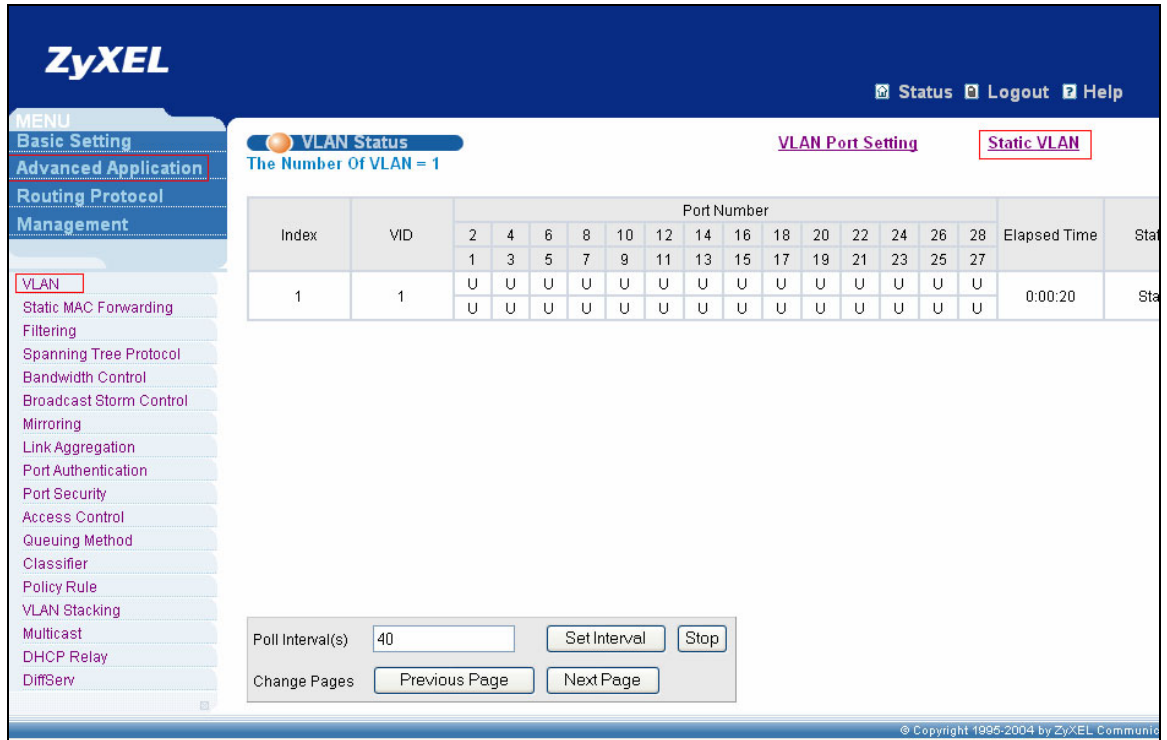 ZyXEL
Status Logout Help
MENU
Basic Setting
Advanced Application
Routing Protocol
Management
VLAN
Static MAC Forwarding
Filtering
Spanning Tree Protocol
Bandwidth Control
Broadcast Storm Control
Mirroring
Link Aggregation
Port Authentication
Port Security
Access Control
Queuing Method
Classifier
Policy Rule
VLAN Stacking
Multicast
DHCP Relay
DiffServ
VLAN Status VLAN Port Setting Static VLAN
The Number Of VLAN = 1
Port Number
Index VID 2 4 6 8 10 12 14 16 18 20 22 24 26 28 Elapsed Time Stat
1 3 5 7 9 11 13 15 17 19 21 23 25 27
1 1 U U U U U U U U U U U U U U 0:00:20 Sta
U U U U U U U U U U U U U U
Poll Interval(s) 40 Set Interval Stop
Change Pages Previous Page Next Page
© Copyright 1995-2004 by ZyXEL Communic